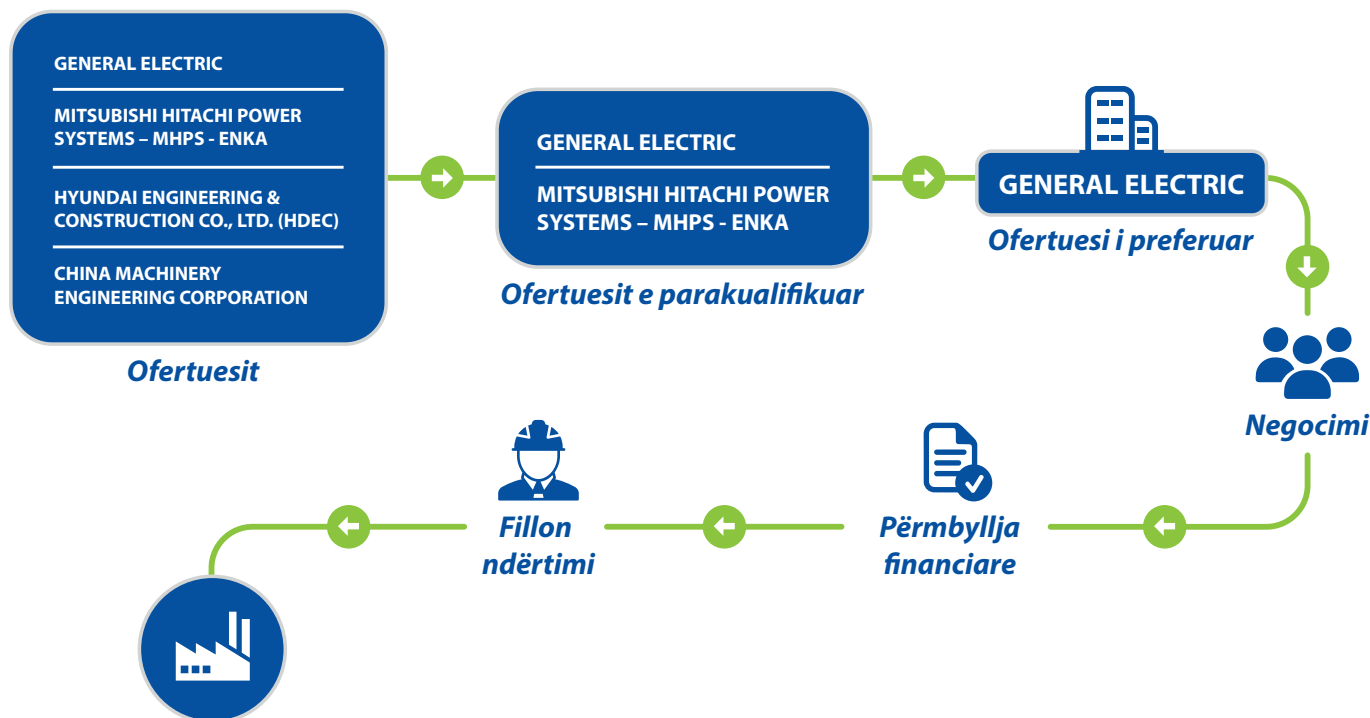 GENERAL ELECTRIC
MITSUBISHI HITACHI POWER
SYSTEMS – MHPS - ENKA
HYUNDAI ENGINEERING &
CONSTRUCTION CO., LTD. (HDEC)
CHINA MACHINERY
ENGINEERING CORPORATION
Ofertuesit
GENERAL ELECTRIC
MITSUBISHI HITACHI POWER
SYSTEMS – MHPS - ENKA
Ofertuesit e parakualifikuar
GENERAL ELECTRIC
Ofertuesi i preferuar
Negocimi
Përmbyllja
financiare
Fillon
ndërtimi